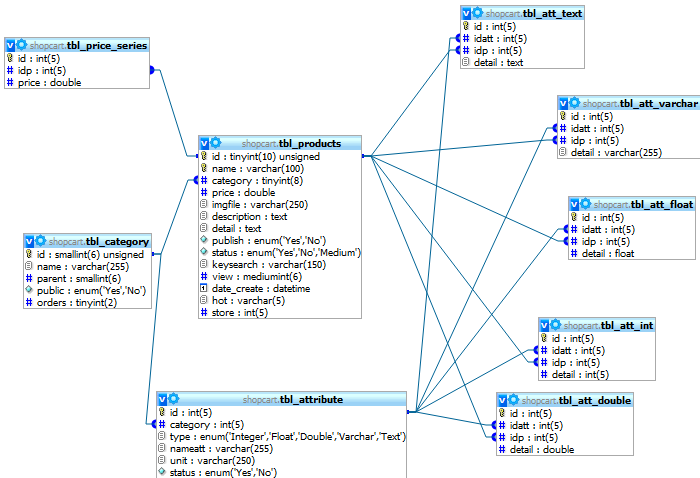 shopcart.tbl_price_series
id : int(5)
idp : int(5)
price : double
shopcart.tbl_att_text
id : int(5)
idatt : int(5)
idp : int(5)
detail : text
shopcart.tbl_att_varchar
id : int(5)
idatt : int(5)
idp : int(5)
detail : varchar(255)
shopcart.tbl_products
id : tinyint(10) unsigned
name : varchar(100)
category : tinyint(8)
price : double
imgfile : varchar(250)
description : text
detail : text
publish : enum('Yes','No')
status : enum('Yes','No','Medium')
keysearch : varchar(150)
view : mediumint(6)
date_create : datetime
hot : varchar(5)
store : int(5)
shopcart.tbl_att_float
id : int(5)
idatt : int(5)
idp : int(5)
detail : float
shopcart.tbl_category
id : smallint(6) unsigned
name : varchar(255)
parent : smallint(6)
public : enum('Yes','No')
orders : tinyint(2)
shopcart.tbl_att_int
id : int(5)
idatt : int(5)
idp : int(5)
detail : int(5)
shopcart.tbl_attribute
id : int(5)
category : int(5)
type : enum('Integer','Float','Double','Varchar','Text')
nameatt : varchar(255)
unit : varchar(250)
status : enum('Yes','No')
shopcart.tbl_att_double
id : int(5)
idatt : int(5)
idp : int(5)
detail : double